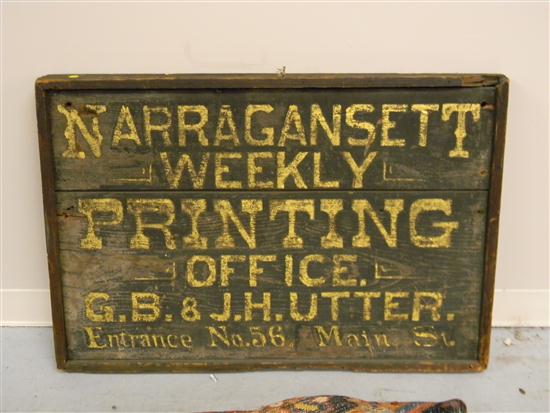 NARRAGANSETT
WEEKLY
PRINTING
OFFICE.
G.B. & J.H. UTTER.
Entrance No. 56 Main St.